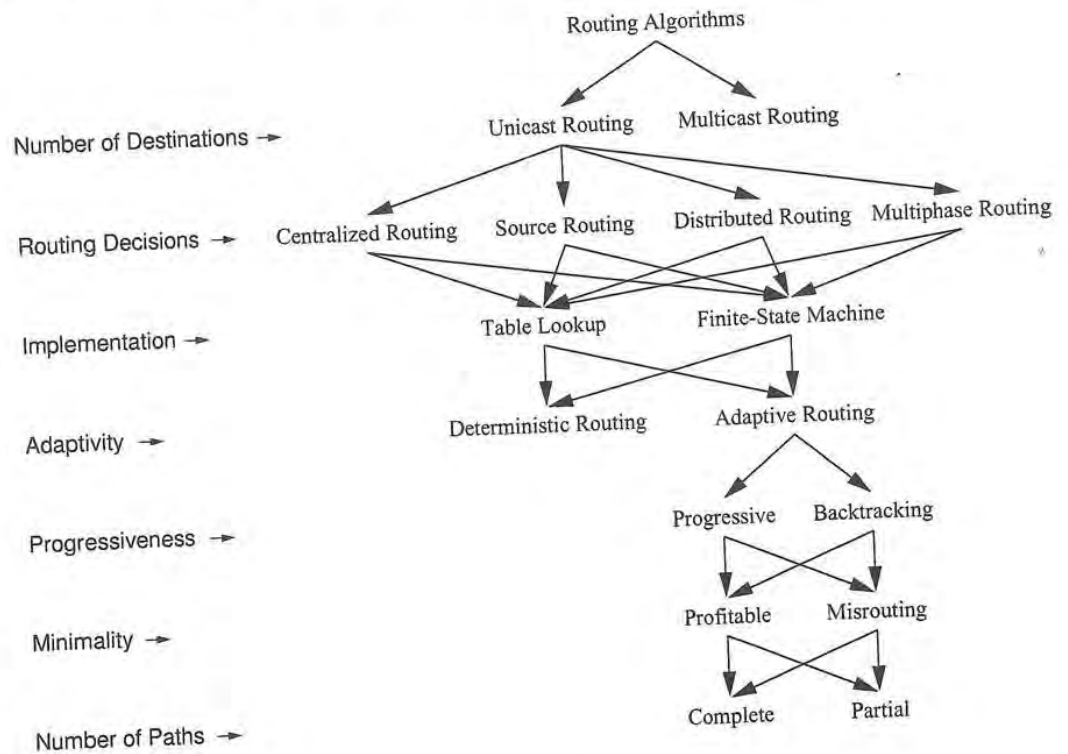 Routing Algorithms
Number of Destinations
Unicast Routing
Multicast Routing
Routing Decisions
Centralized Routing
Source Routing
Distributed Routing
Multiphase Routing
Implementation
Table Lookup
Finite-State Machine
Adaptivity
Deterministic Routing
Adaptive Routing
Progressiveness
Progressive
Backtracking
Minimality
Profitable
Misrouting
Number of Paths
Complete
Partial